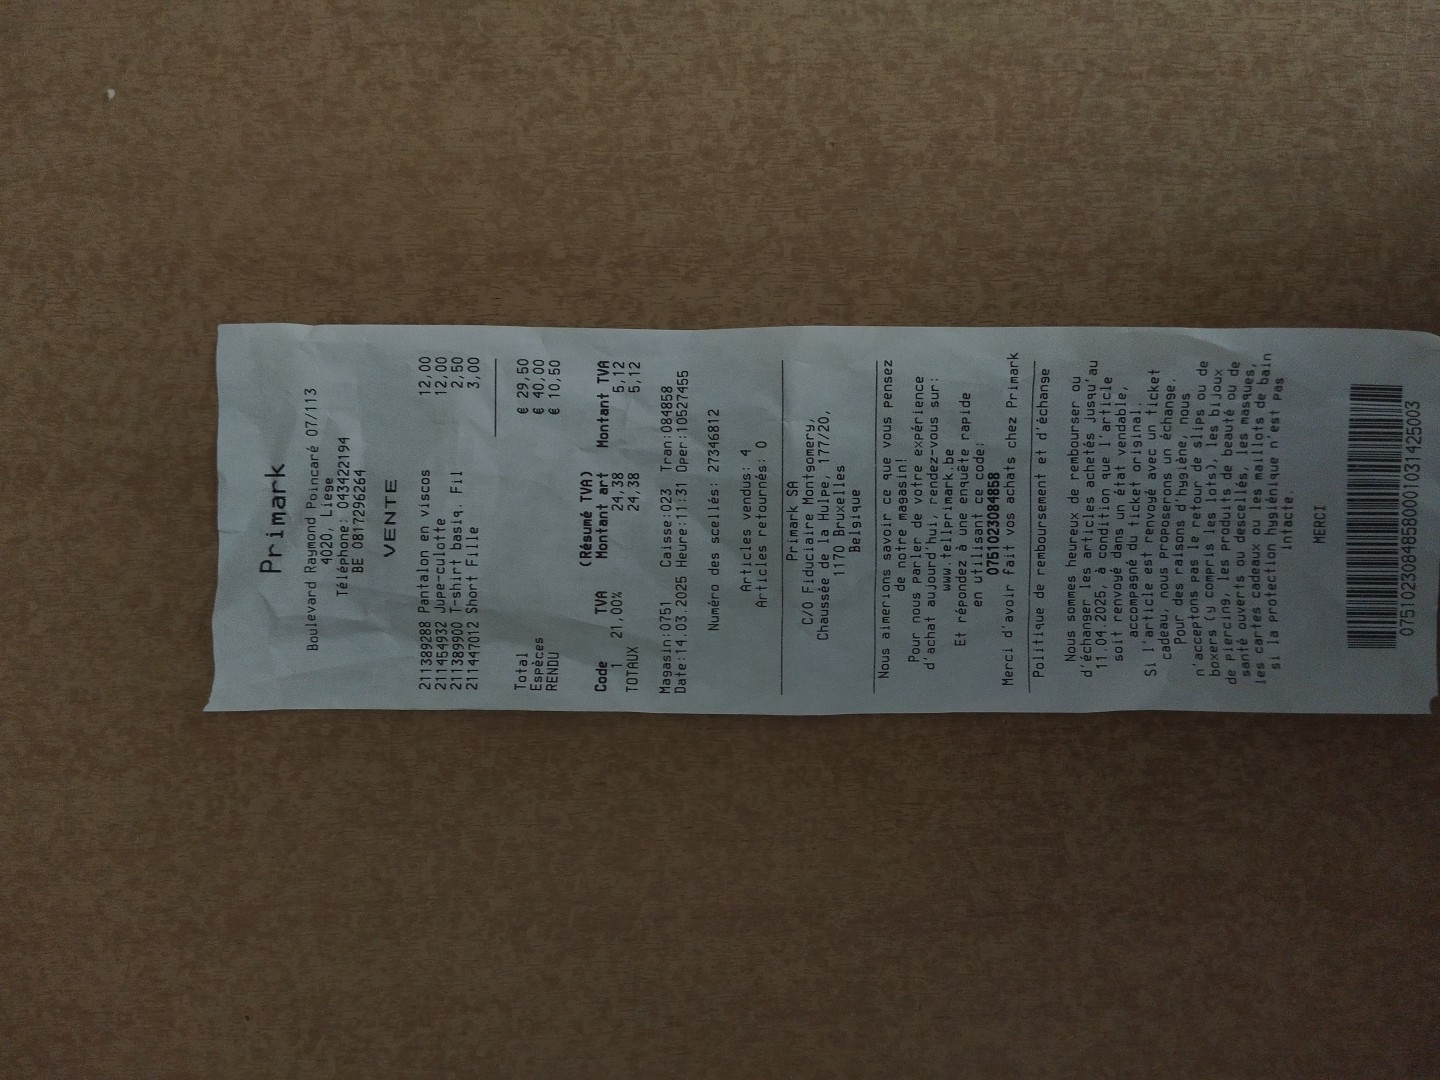 Primark
Boulevard Raymond Poincaré 07/113
4020, Liege
Téléphone: 043422194
BE 0817296264
VENTE
211389288 Pantalon en viscos 12,00
211454932 Jupe-culotte 12,00
211389900 T-shirt basiq. Fil 2,50
211447012 Short Fille 3,00
Total € 29,50
Espèces € 40,00
RENDU € 10,50
(Résumé TVA)
Code TVA Montant art Montant TVA
1 21,00% 24,38 5,12
TOTAUX 24,38 5,12
Magasin:0751 Caisse:023 Tran:084858
Date:14.03.2025 Heure:11:31 Oper:10527455
Numéro des scellés: 27346812
Articles vendus: 4
Articles retournés: 0
Primark SA
C/O Fiduciaire Montgomery,
Chaussée de la Hulpe, 177/20,
1170 Bruxelles
Belgique
Nous aimerions savoir ce que vous pensez
de notre magasin!
Pour nous parler de votre expérience
d'achat aujourd'hui, rendez-vous sur:
www.tellprimark.be
Et répondez à une enquête rapide
en utilisant ce code:
075102308485​8
Merci d'avoir fait vos achats chez Primark
Politique de remboursement et d'échange
Nous sommes heureux de rembourser ou
d'échanger les articles achetés jusqu'au
11.04.2025, à condition que l'article
soit renvoyé dans un état vendable,
accompagné du ticket original.
Si l'article est renvoyé avec un ticket
cadeau, nous proposerons un échange.
Pour des raisons d'hygiène, nous
n'acceptons pas le retour de slips ou de
boxers (y compris les lots), les bijoux
de piercing, les produits de beauté ou de
santé ouverts ou descellés, les masques,
les cartes cadeaux ou les maillots de bain
si la protection hygiénique n'est pas
intacte.
MERCI
0751023084858000103142​5003